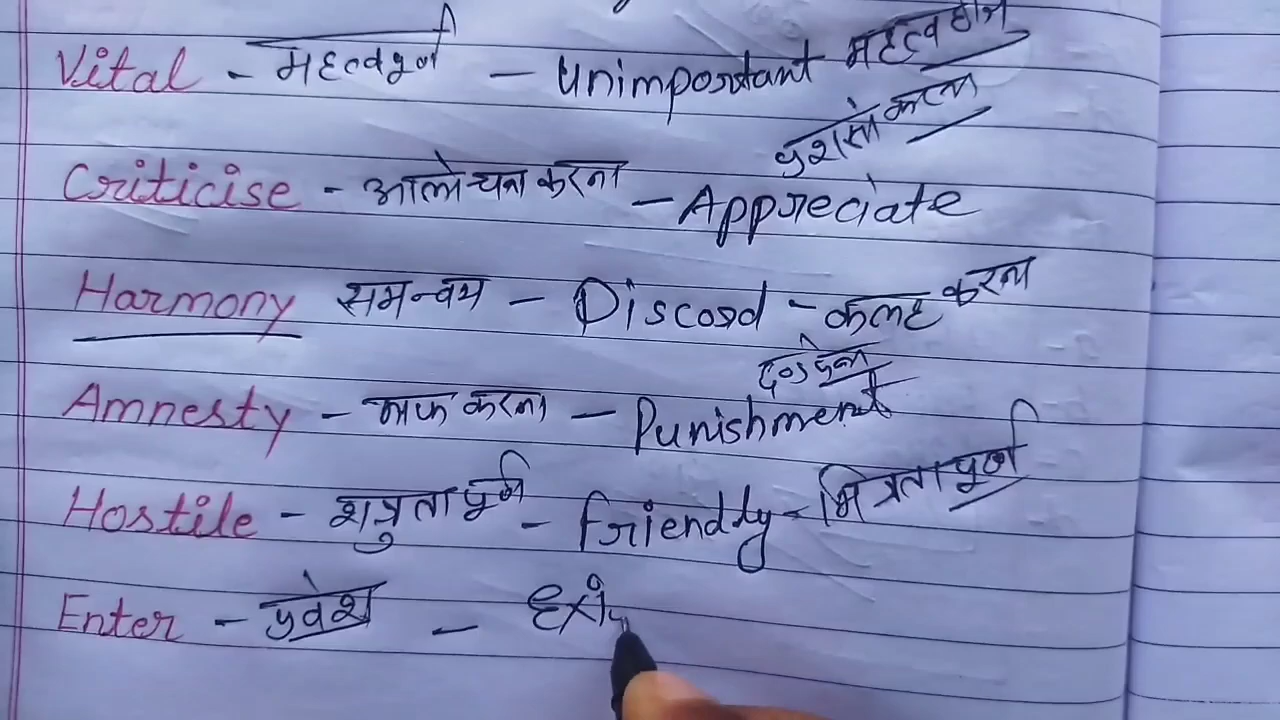 Vital - महत्वपूर्ण - Unimportant महत्वहीन
Criticise - आलोचना करना - Appreciate प्रशंसा करना
Harmony समन्वय - Discord - कलह करना
Amnesty - माफ करना - Punishment दण्ड देना
Hostile - शत्रुतापूर्ण - friendly - मित्रतापूर्ण
Enter - प्रवेश - Exi